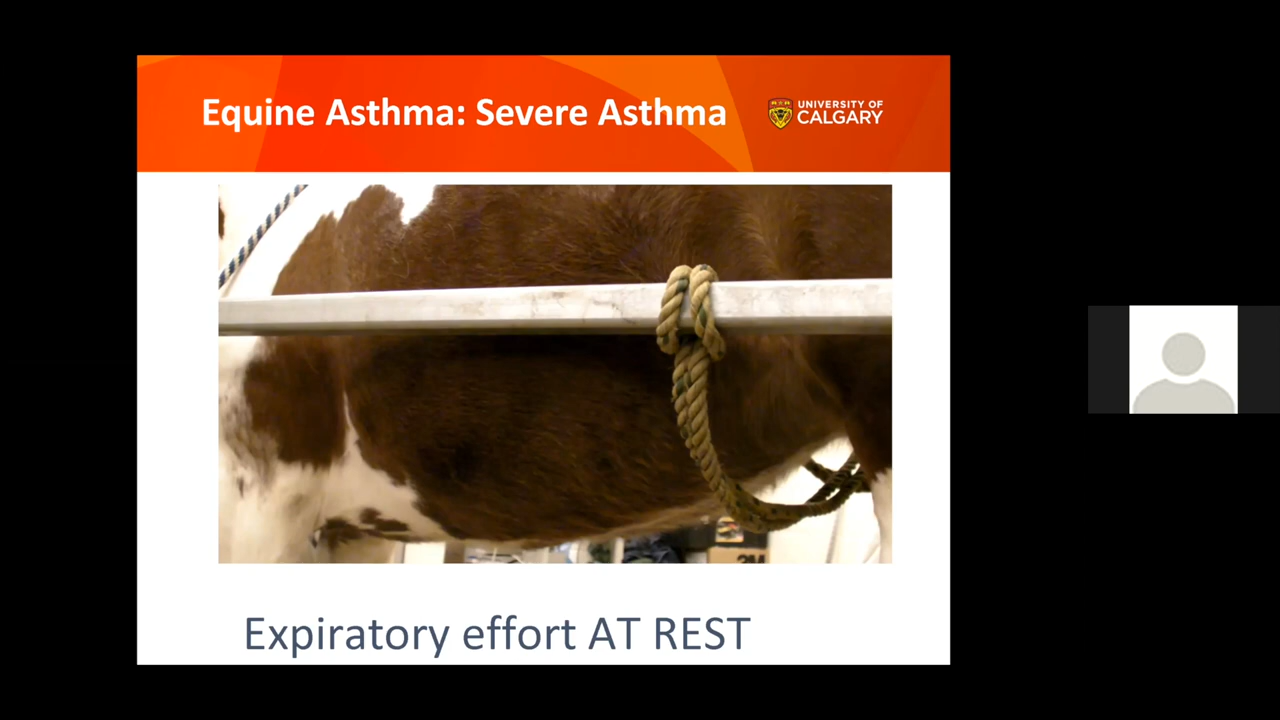 Equine Asthma: Severe Asthma
UNIVERSITY OF
CALGARY
Expiratory effort AT REST